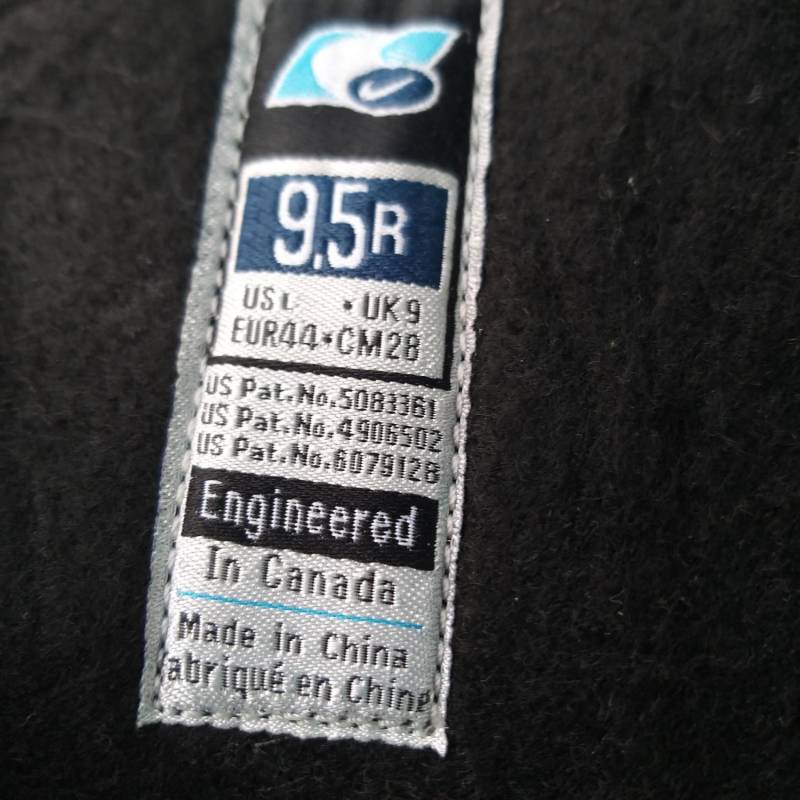 9.5R
US • UK 9
EUR44•CM28
US Pat.No.5083361
US Pat.No.4906502
US Pat.No.6079128
Engineered
In Canada
Made in China
abriqué en Chine